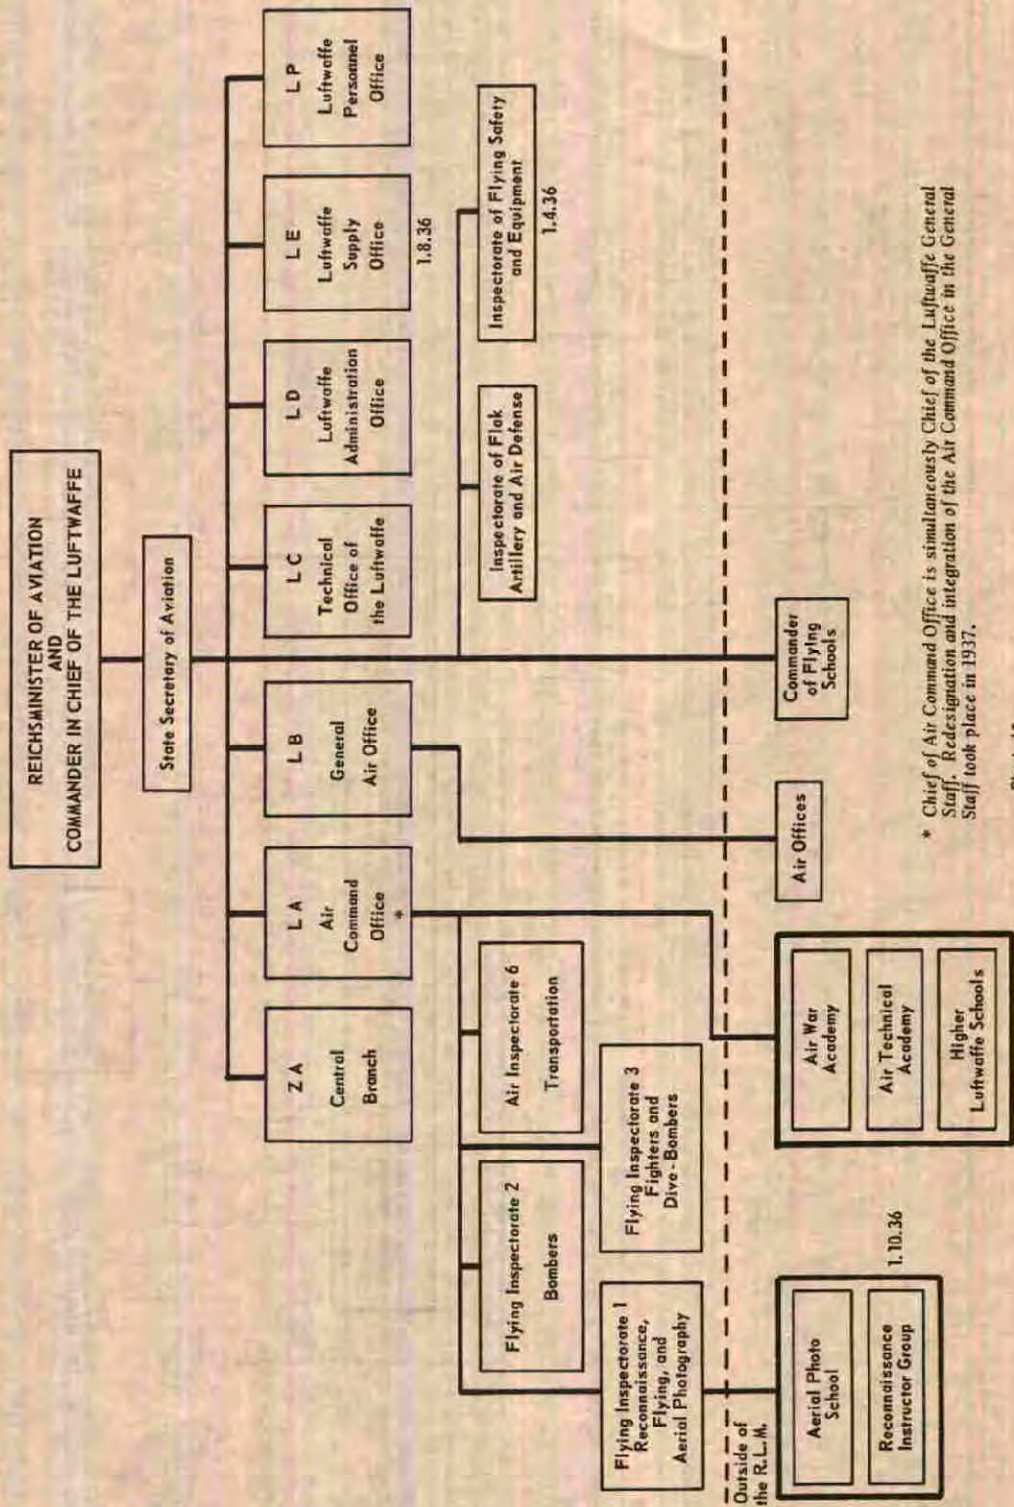 REICHSMINISTER OF AVIATION
AND
COMMANDER IN CHIEF OF THE LUFTWAFFE
State Secretary of Aviation
Z A
Central
Branch
L A
Air
Command
Office
*
L B
General
Air Office
L C
Technical
Office of
the Luftwaffe
L D
Luftwaffe
Administration
Office
L E
Luftwaffe
Supply
Office
1.8.36
L P
Luftwaffe
Personnel
Office
Flying Inspectorate 2
Bombers
Air Inspectorate 6
Transportation
Inspectorate of Flak
Artillery and Air Defense
Inspectorate of Flying Safety
and Equipment
1.4.36
Flying Inspectorate 1
Reconnaissance,
Flying, and
Aerial Photography
Flying Inspectorate 3
Fighters and
Dive-Bombers
Outside of
the R.L.M.
Aerial Photo
School
Reconnaissance
Instructor Group
1.10.36
Air War
Academy
Air Technical
Academy
Higher
Luftwaffe Schools
Air Offices
Commander
of Flying
Schools
* Chief of Air Command Office is simultaneously Chief of the Luftwaffe General
Staff. Redesignation and integration of the Air Command Office in the General
Staff took place in 1937.